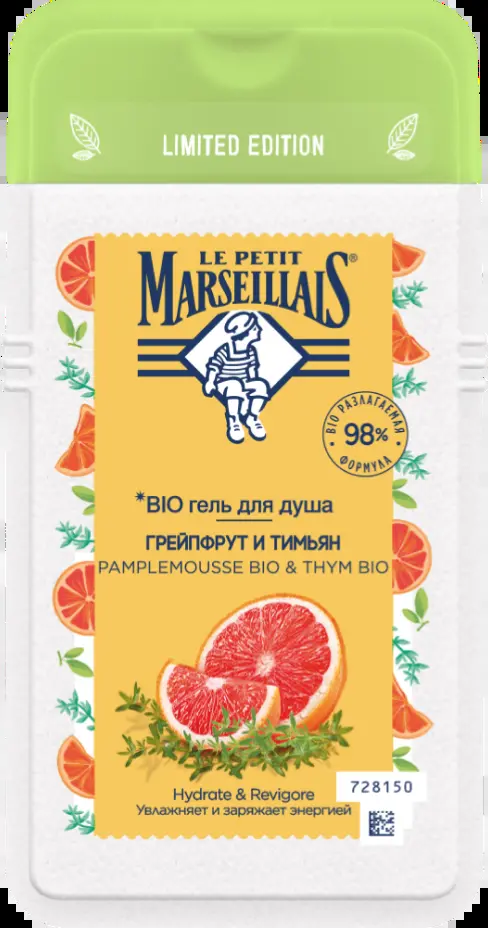 LIMITED EDITION
LE PETIT
MARSEILLAIS®
BIO РАЗЛАГАЕМАЯ
98%
ФОРМУЛА
*BIO гель для душа
ГРЕЙПФРУТ И ТИМЬЯН
PAMPLEMOUSSE BIO & THYM BIO
Hydrate & Revigore
Увлажняет и заряжает энергией
728150